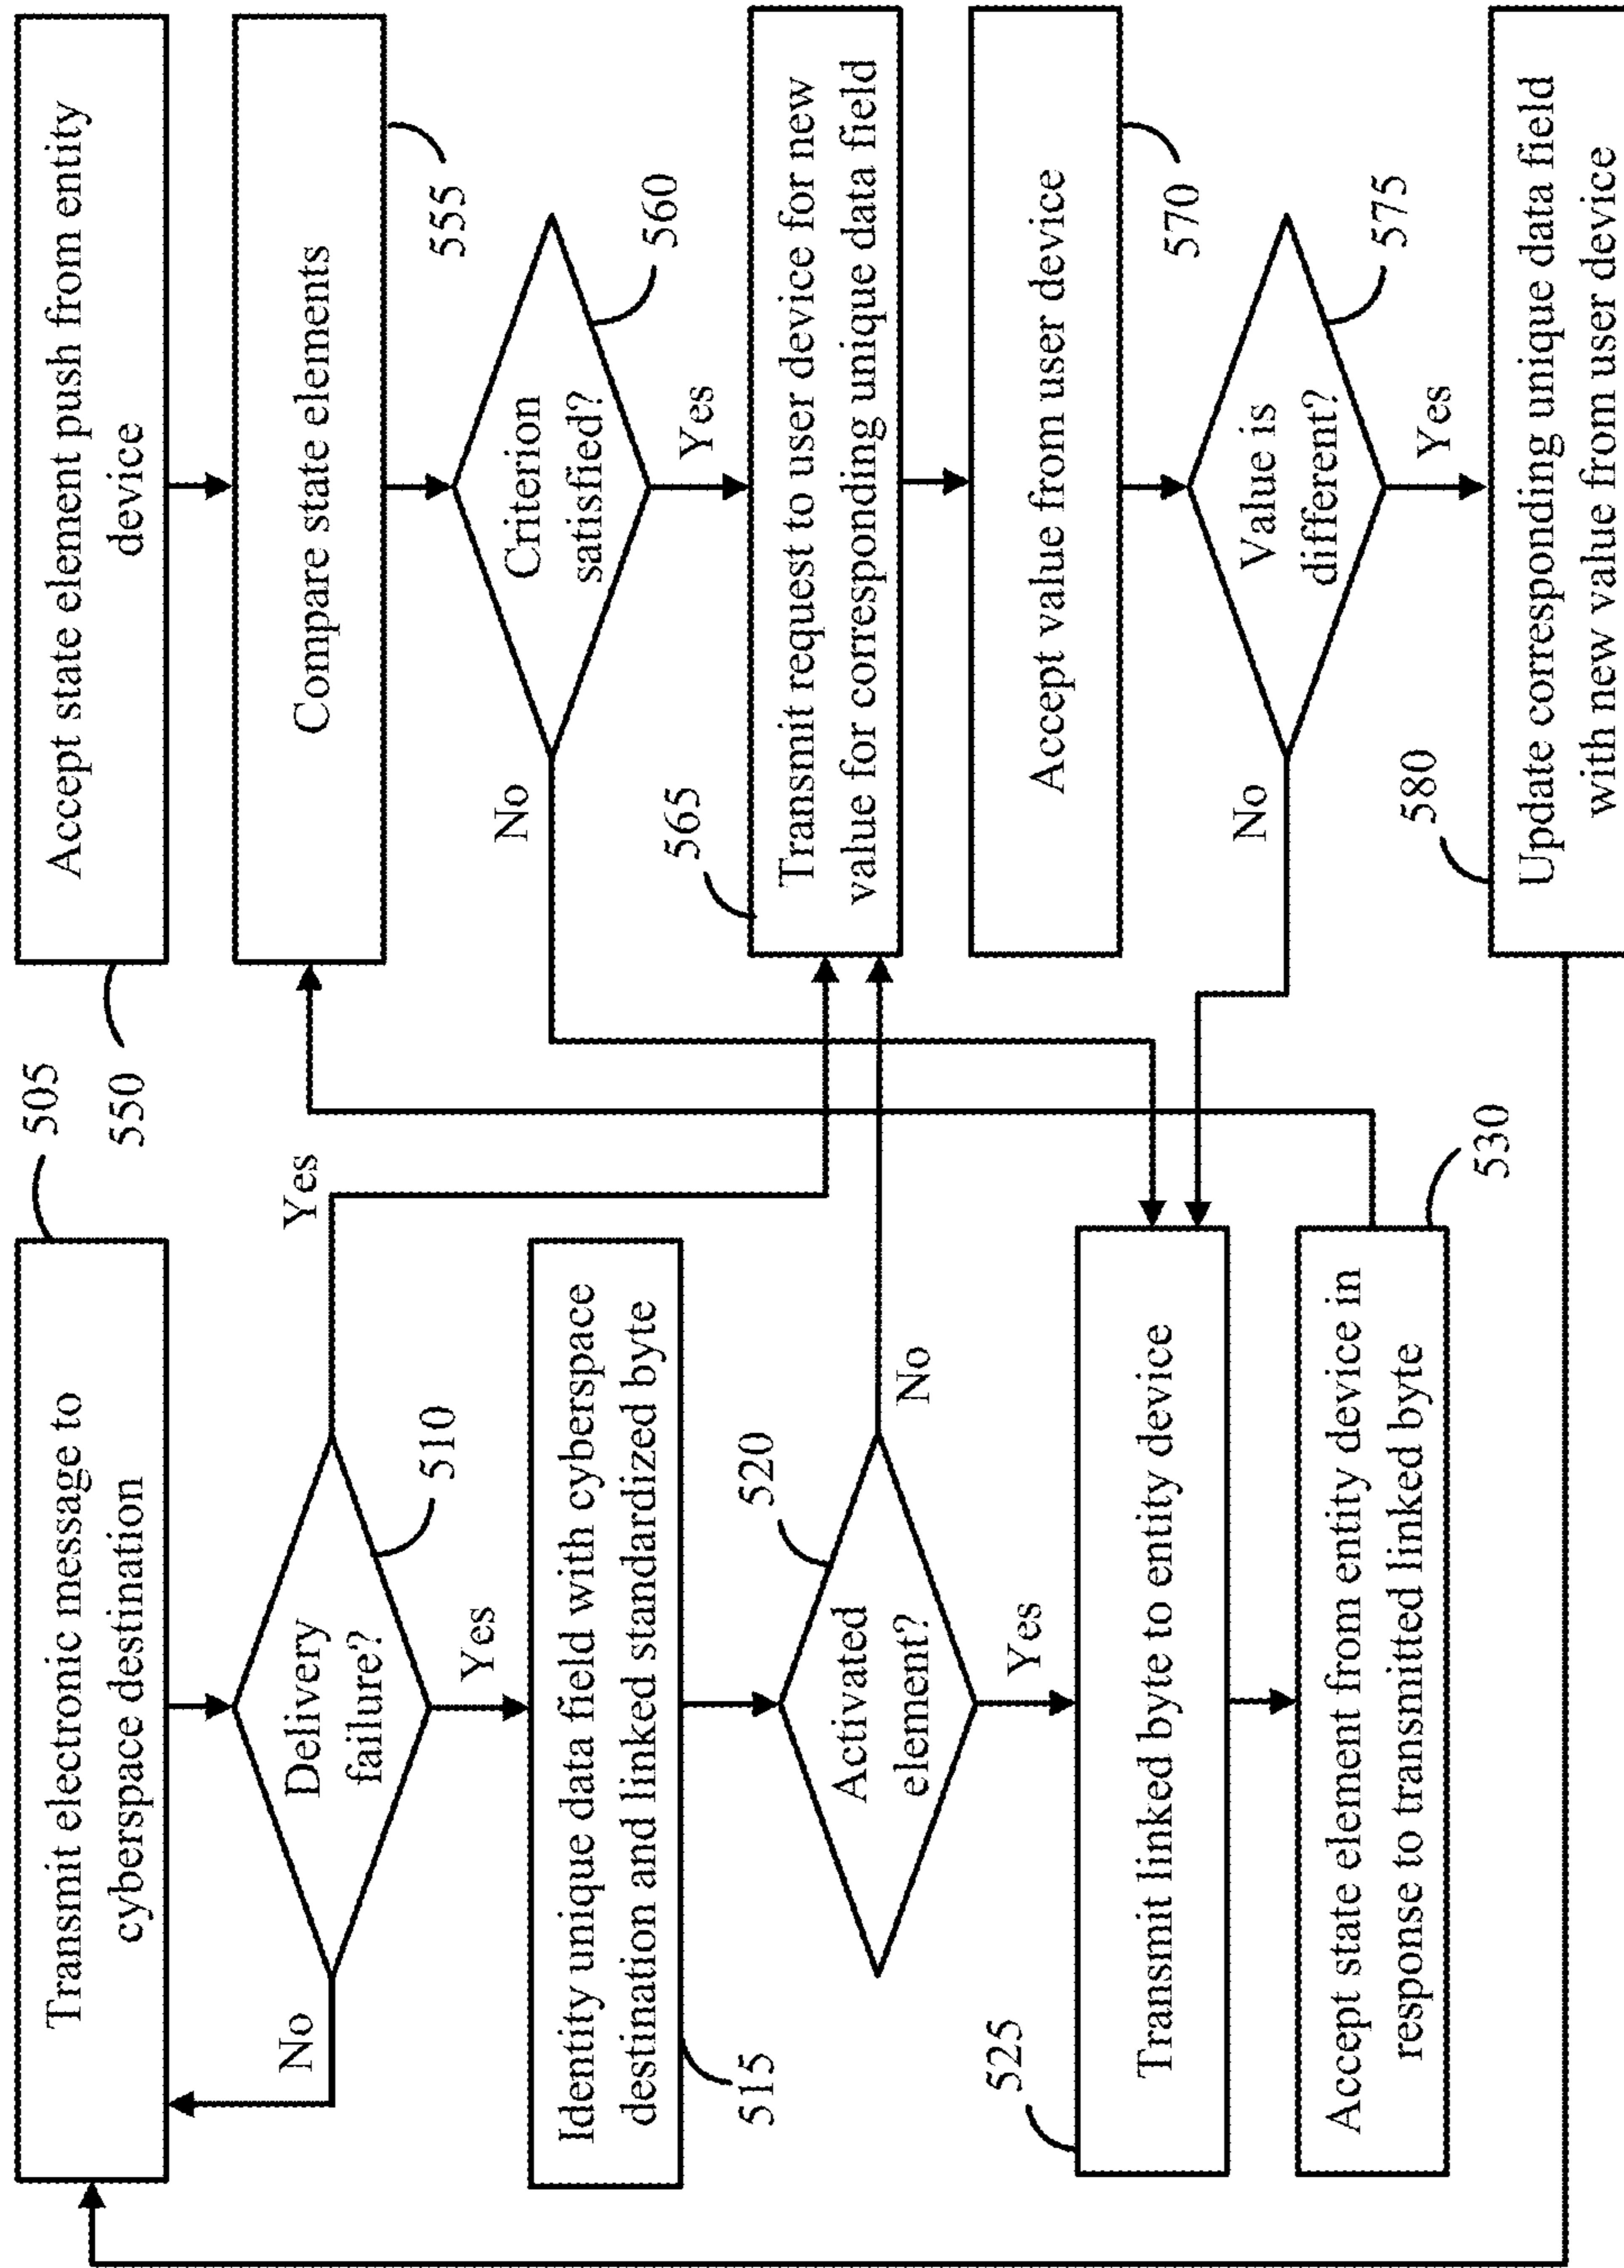 505
Transmit electronic message to
cyberspace destination
No
Delivery
failure?
510
Yes
Yes
Identity unique data field with cyberspace
destination and linked standardized byte
515
520
Activated
element?
No
Yes
525
Transmit linked byte to entity device
Accept state element from entity device in
response to transmitted linked byte
530
550
Accept state element push from entity
device
Compare state elements
555
Criterion
satisfied?
560
No
Yes
565
Transmit request to user device for new
value for corresponding unique data field
Accept value from user device
570
Value is
different?
575
No
Yes
580
Update corresponding unique data field
with new value from user device